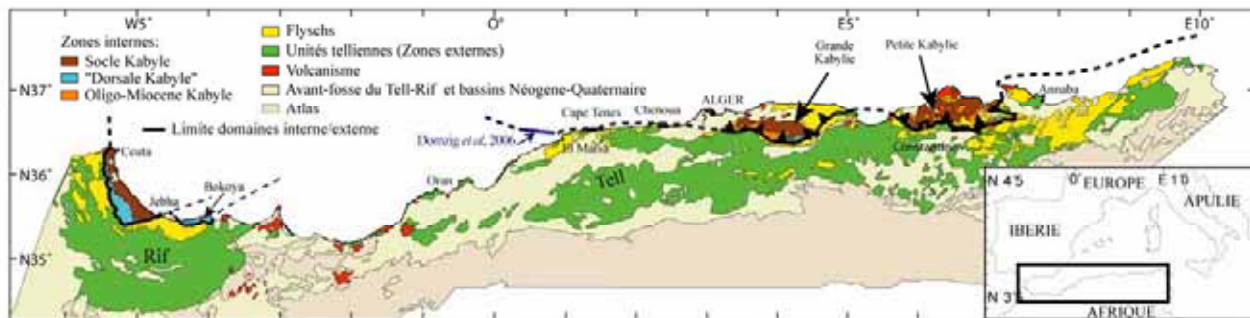 W5˚
O˚
E5˚
E10˚
Zones internes:
Socle Kabyle
"Dorsale Kabyle"
Oligo-Miocene Kabyle
Limite domaines interne/externe
Flyschs
Unités telliennes (Zones externes)
Volcanisme
Avant-fosse du Tell-Rif et bassins Néogene-Quaternaire
Atlas
Grande
Kabylie
Petite Kabylie
N37˚
N36˚
N35˚
Ceuta
Jebha
Bokoya
Oran
Domzig et al, 2006
Cape Tenes
Chenoua
ALGER
El Marsa
Annaba
Constantine
Tell
Rif
N 45
0˚
EUROPE
E10˚
APULIE
IBERIE
N 3
AFRIQUE